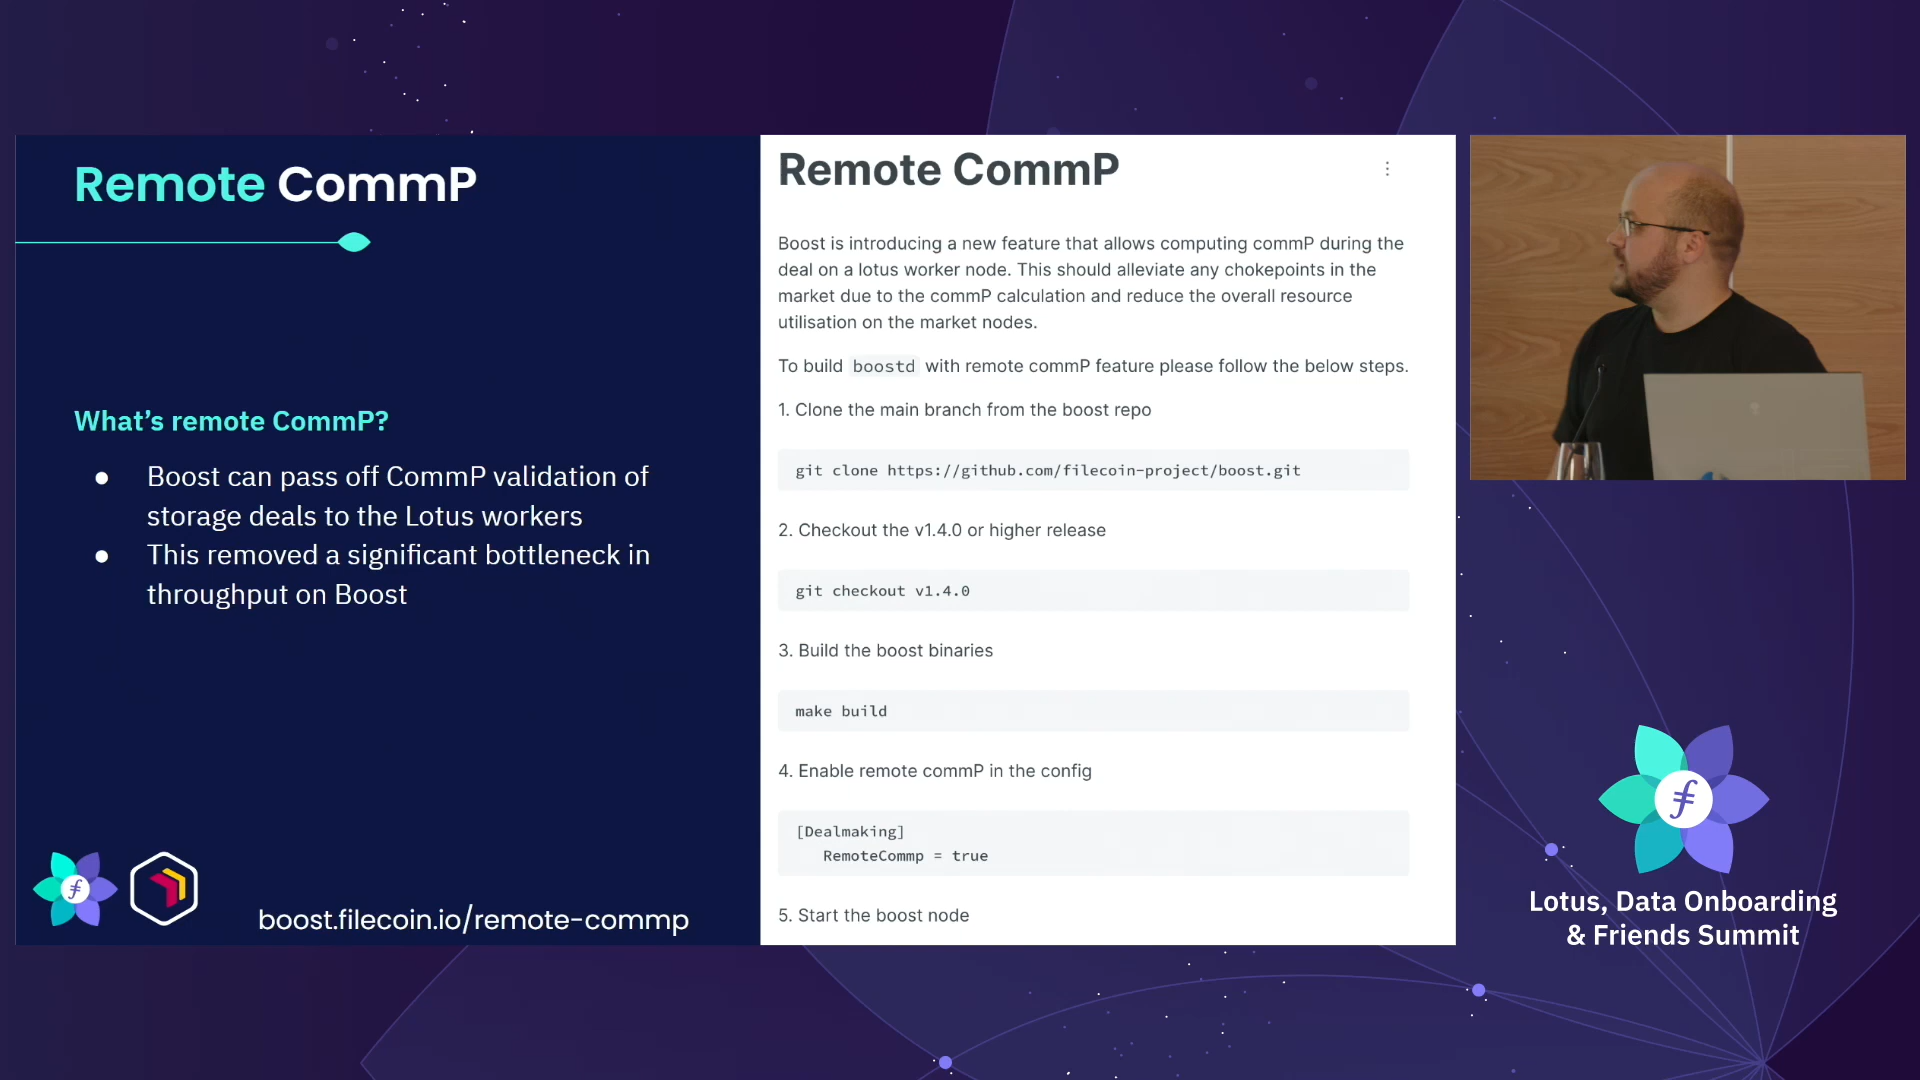 Remote CommP
What's remote CommP?
● Boost can pass off CommP validation of
storage deals to the Lotus workers
● This removed a significant bottleneck in
throughput on Boost
boost.filecoin.io/remote-commp
Remote CommP
Boost is introducing a new feature that allows computing commP during the
deal on a lotus worker node. This should alleviate any chokepoints in the
market due to the commP calculation and reduce the overall resource
utilisation on the market nodes.
To build boostd with remote commP feature please follow the below steps.
1. Clone the main branch from the boost repo
git clone https://github.com/filecoin-project/boost.git
2. Checkout the v1.4.0 or higher release
git checkout v1.4.0
3. Build the boost binaries
make build
4. Enable remote commP in the config
[Dealmaking]
RemoteCommp = true
5. Start the boost node
Lotus, Data Onboarding
& Friends Summit